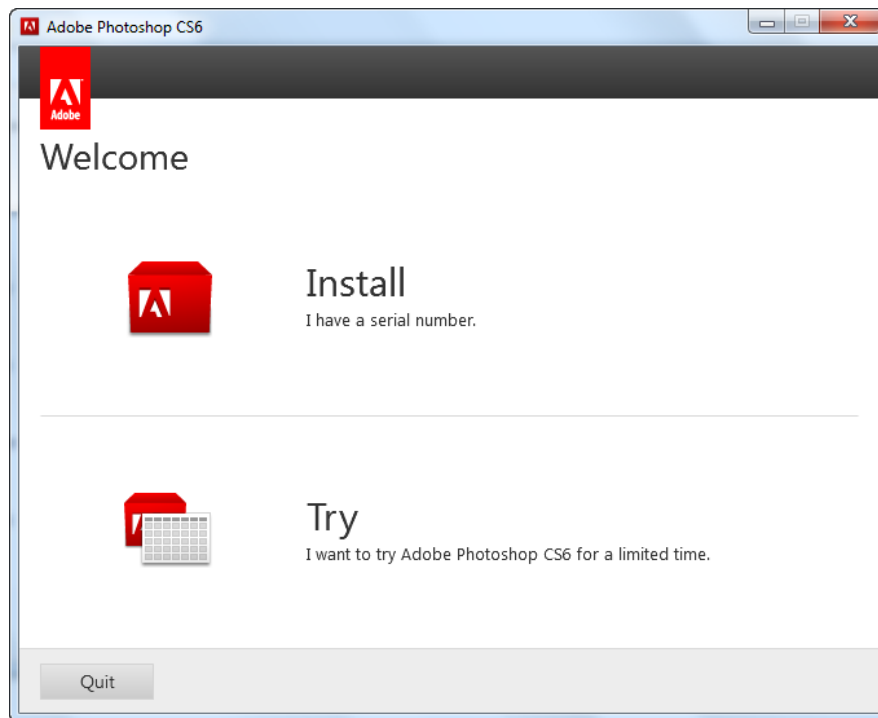 Adobe Photoshop CS6
Adobe
Welcome
Install
I have a serial number.
Try
I want to try Adobe Photoshop CS6 for a limited time.
Quit